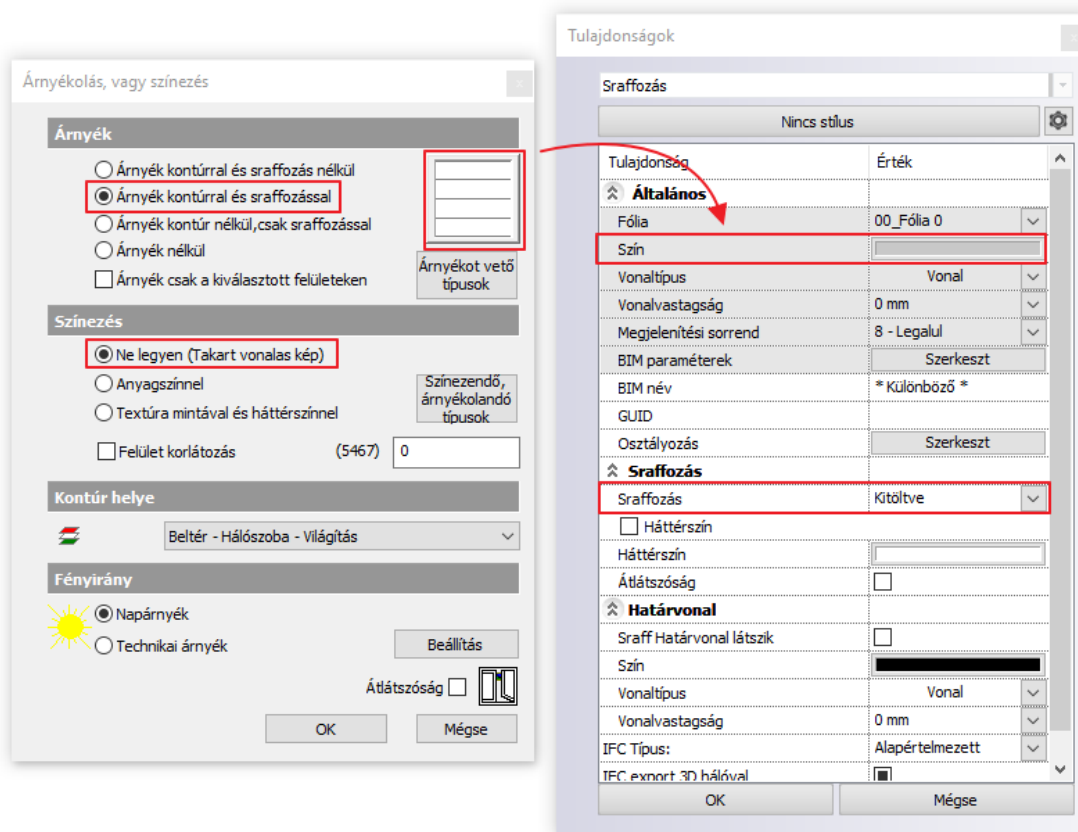 Árnyékolás, vagy színezés
Árnyék
Árnyék kontúrral és sraffozás nélkül
Árnyék kontúrral és sraffozással
Árnyék kontúr nélkül,csak sraffozással
Árnyék nélkül
Árnyék csak a kiválasztott felületeken
Árnyékot vető
típusok
Színezés
Ne legyen (Takart vonalas kép)
Anyagszínnel
Textúra mintával és háttérszínnel
Színezendő,
árnyékolandó
típusok
Felület korlátozás (5467) 0
Kontúr helye
Beltér - Hálószoba - Világítás
Fényirány
Napárnyék
Technikai árnyék
Beállítás
Átlátszóság
OK Mégse
Tulajdonságok
Sraffozás
Nincs stílus
Tulajdonság Érték
Általános
Fólia 00_Fólia 0
Szín
Vonaltípus Vonal
Vonalvastagság 0 mm
Megjelenítési sorrend 8 - Legalul
BIM paraméterek Szerkeszt
BIM név * Különböző *
GUID
Osztályozás Szerkeszt
Sraffozás
Sraffozás Kitöltve
Háttérszín
Háttérszín
Átlátszóság
Határvonal
Sraff Határvonal látszik
Szín
Vonaltípus Vonal
Vonalvastagság 0 mm
IFC Típus: Alapértelmezett
IFC export 3D hálóval
OK Mégse